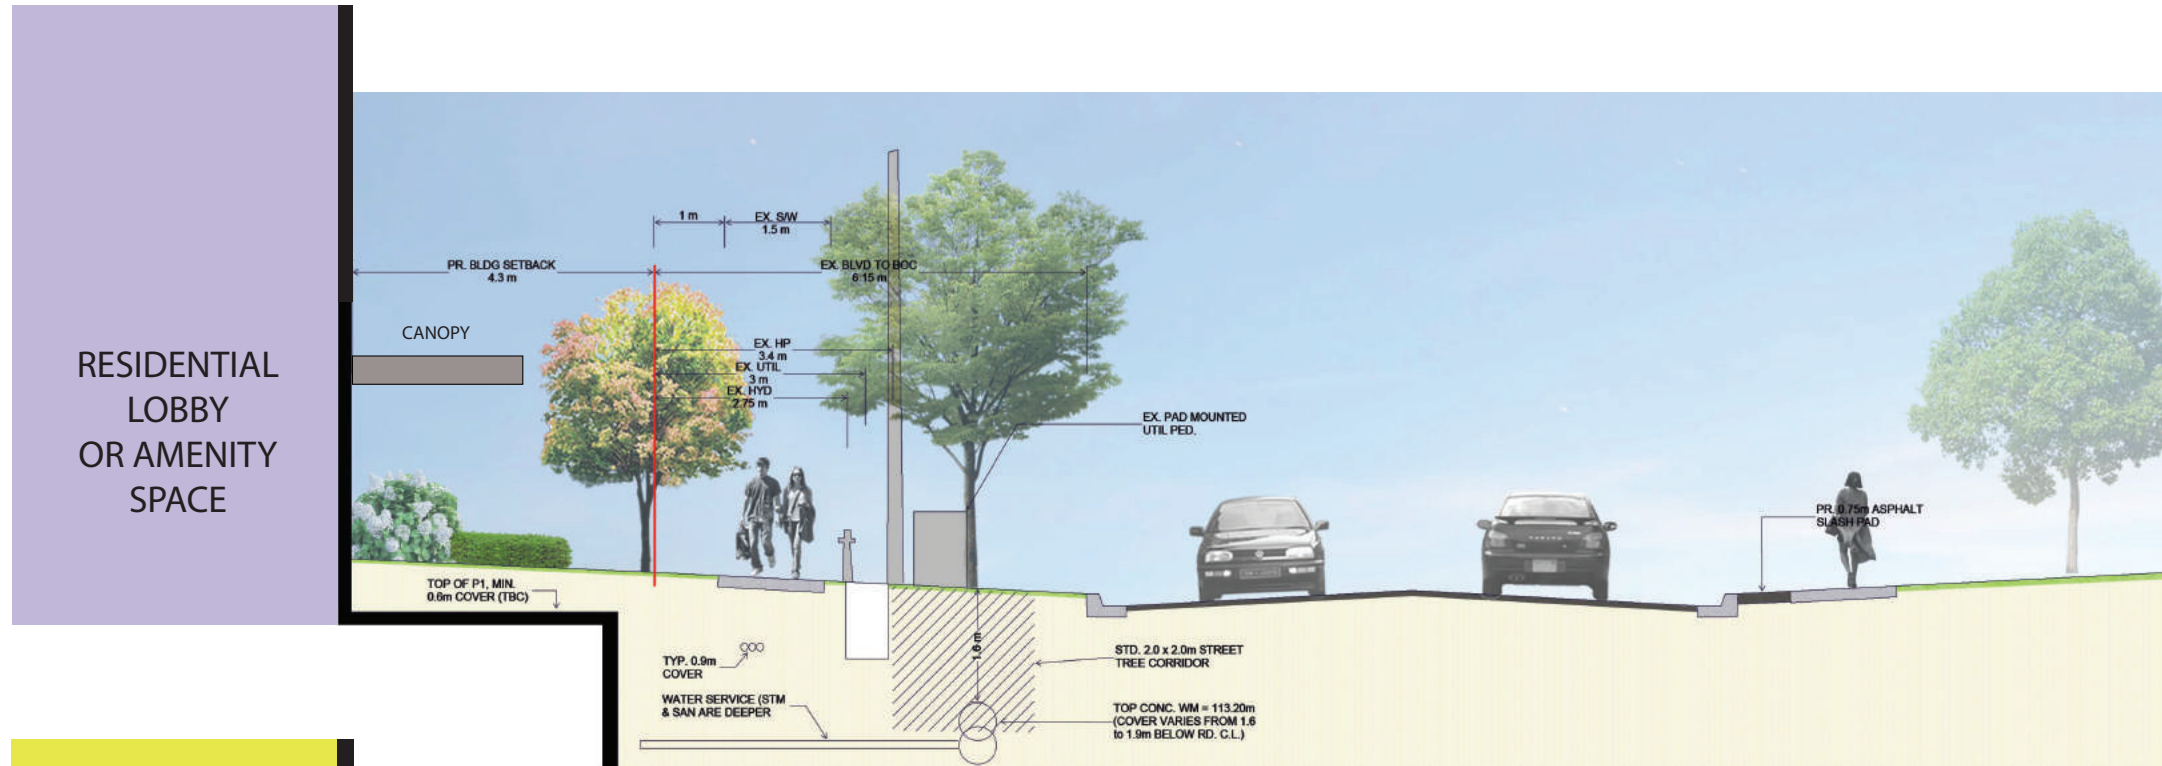 1 m
EX. S/W
1.5 m
PR. BLDG SETBACK
4.3 m
EX. BLVD TO BOC
6.15 m
CANOPY
EX. HP
3.4 m
EX. UTIL
3 m
EX. HYD
2.75 m
RESIDENTIAL
LOBBY
OR AMENITY
SPACE
EX. PAD MOUNTED
UTIL PED.
PR. 0.75m ASPHALT
SLASH PAD
TOP OF P1, MIN.
0.6m COVER (TBC)
1.6 m
TYP. 0.9m
COVER
STD. 2.0 x 2.0m STREET
TREE CORRIDOR
WATER SERVICE (STM
& SAN ARE DEEPER
TOP CONC. WM = 113.20m
(COVER VARIES FROM 1.6
to 1.9m BELOW RD. C.L.)